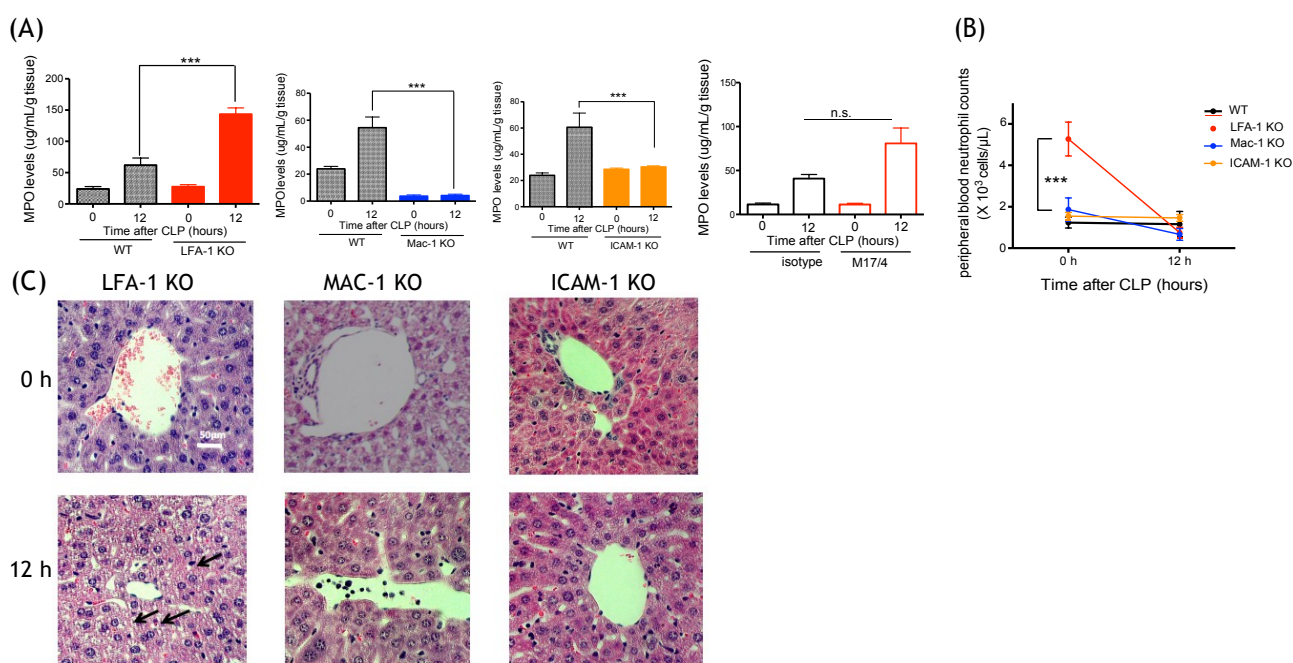 (A)
MPO levels (ug/mL/g tissue)
200
150
100
50
0
***
0 12 0 12
Time after CLP (hours)
WT LFA-1 KO
MPO levels (ug/mL/g tissue)
80
60
40
20
0
***
0 12 0 12
Time after CLP (hours)
WT Mac-1 KO
MPO levels (ug/mL/g tissue)
80
60
40
20
0
***
0 12 0 12
Time after CLP (hours)
WT ICAM-1 KO
MPO levels (ug/mL/g tissue)
150
100
50
0
n.s.
0 12 0 12
Time after CLP (hours)
isotype M17/4
(B)
peripheral blood neutrophil counts
(X 10³ cells/µL)
6
4
2
0
***
WT
LFA-1 KO
Mac-1 KO
ICAM-1 KO
0 h 12 h
Time after CLP (hours)
(C) LFA-1 KO MAC-1 KO ICAM-1 KO
0 h
50µm
12 h